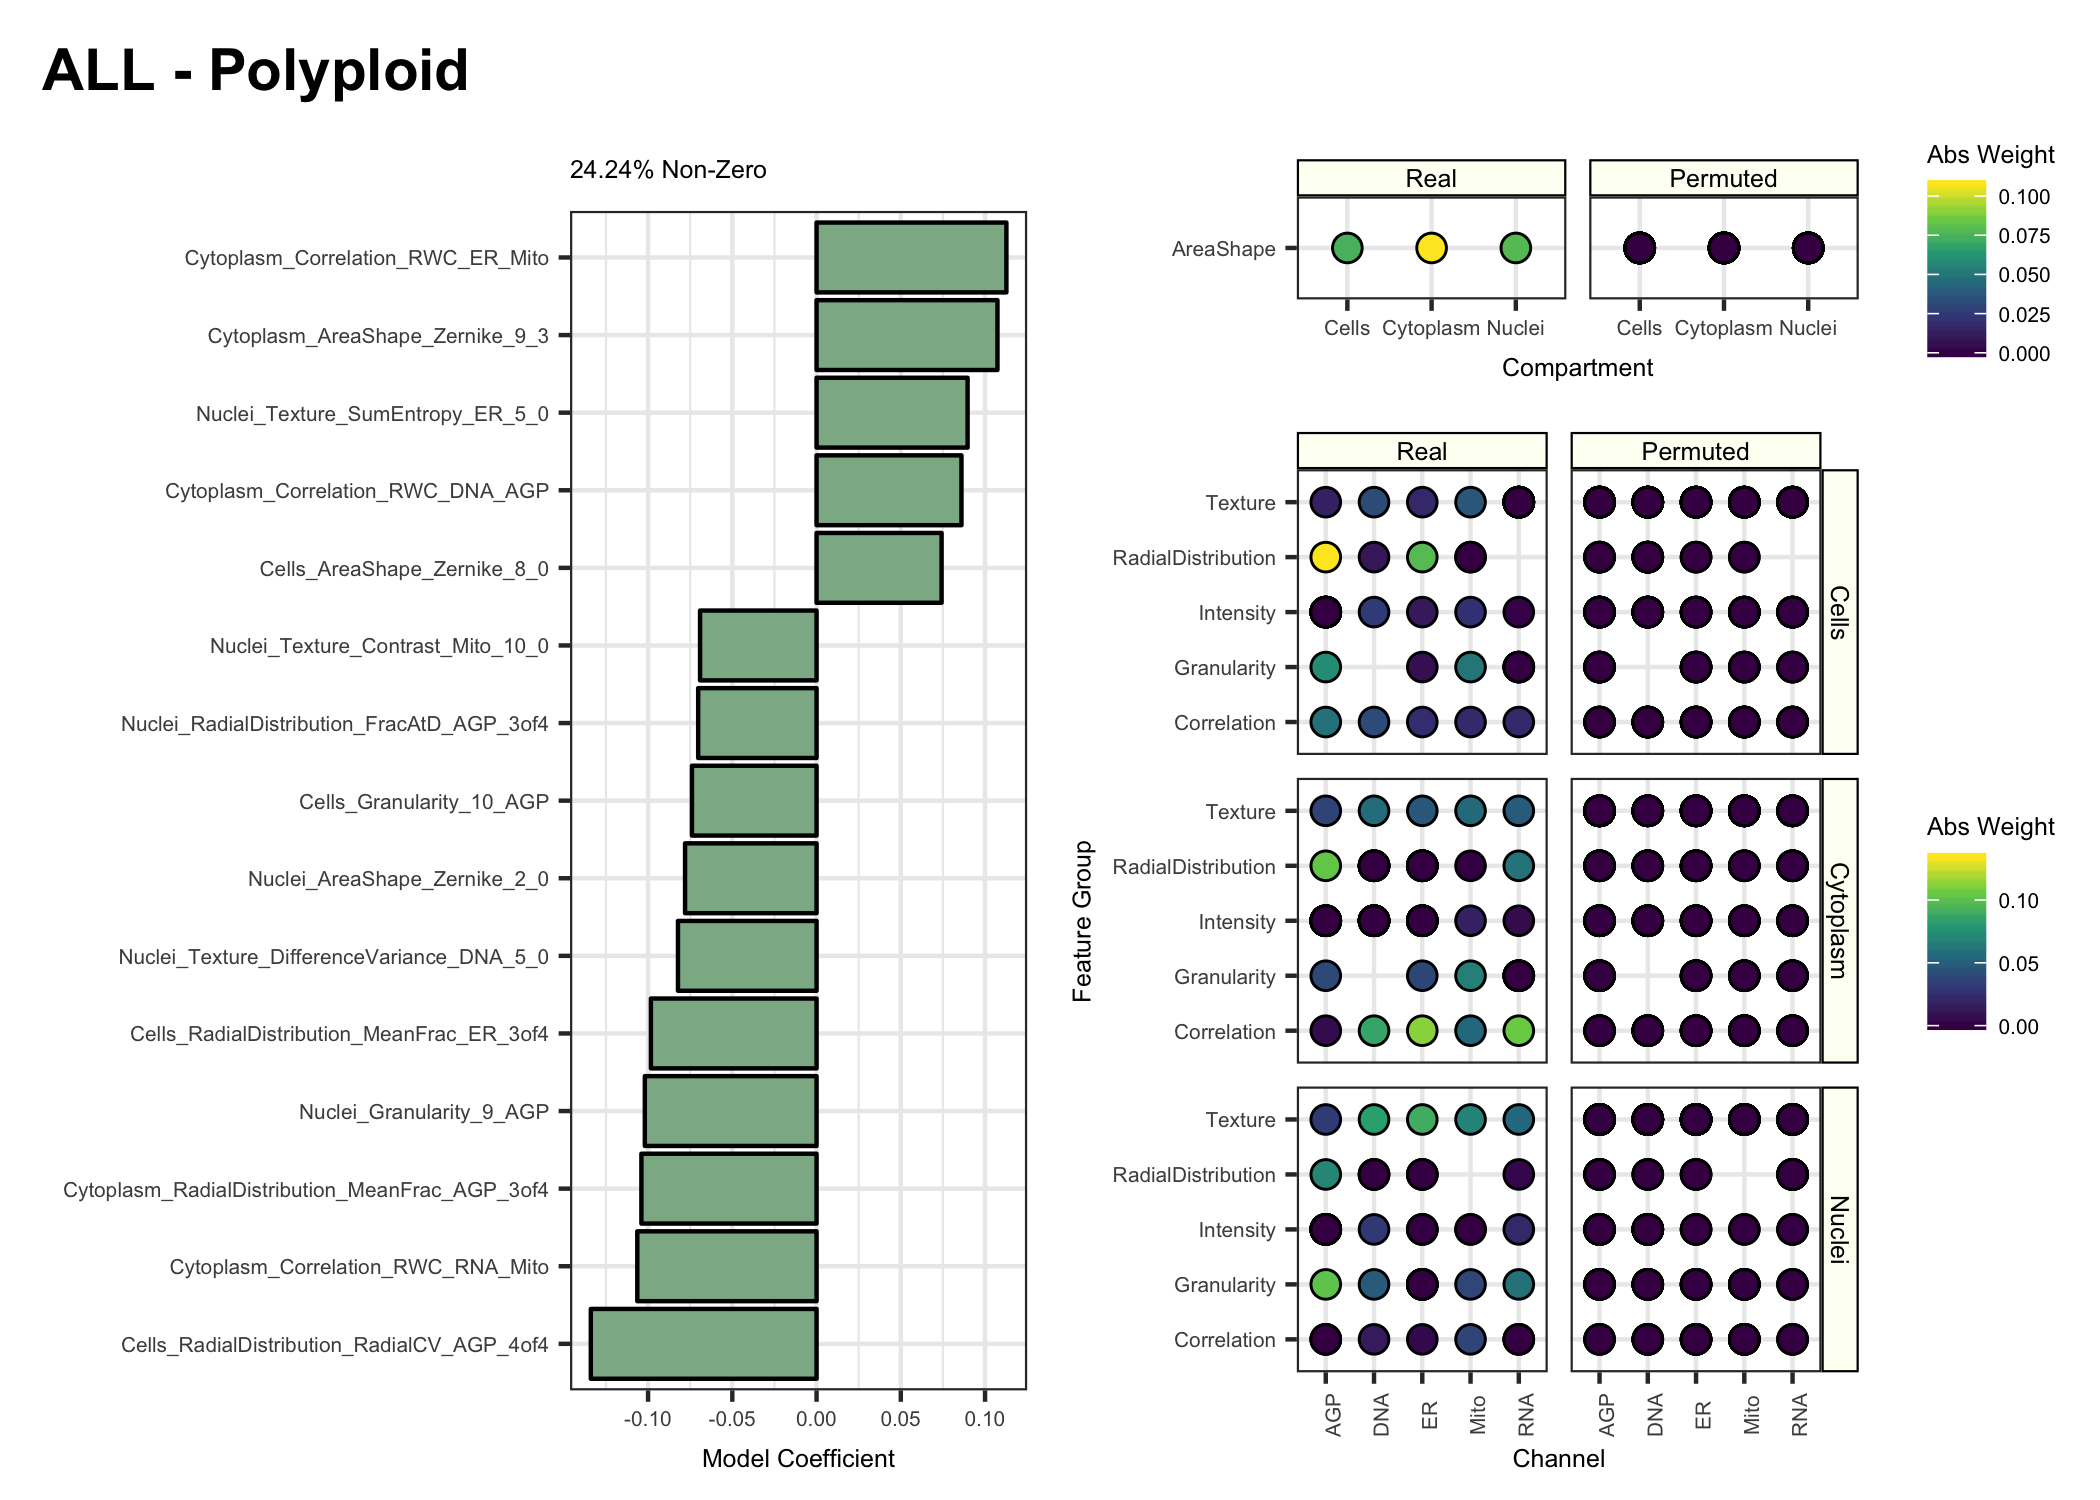 ALL - Polyploid
24.24% Non-Zero
Cytoplasm_Correlation_RWC_ER_Mito
Cytoplasm_AreaShape_Zernike_9_3
Nuclei_Texture_SumEntropy_ER_5_0
Cytoplasm_Correlation_RWC_DNA_AGP
Cells_AreaShape_Zernike_8_0
Nuclei_Texture_Contrast_Mito_10_0
Nuclei_RadialDistribution_FracAtD_AGP_3of4
Cells_Granularity_10_AGP
Nuclei_AreaShape_Zernike_2_0
Nuclei_Texture_DifferenceVariance_DNA_5_0
Cells_RadialDistribution_MeanFrac_ER_3of4
Nuclei_Granularity_9_AGP
Cytoplasm_RadialDistribution_MeanFrac_AGP_3of4
Cytoplasm_Correlation_RWC_RNA_Mito
Cells_RadialDistribution_RadialCV_AGP_4of4
-0.10 -0.05 0.00 0.05 0.10
Model Coefficient
Real Permuted
AreaShape
Cells Cytoplasm Nuclei Cells Cytoplasm Nuclei
Compartment
Abs Weight
0.100
0.075
0.050
0.025
0.000
Real Permuted
Feature Group
Texture
RadialDistribution
Intensity
Granularity
Correlation
Cells
Texture
RadialDistribution
Intensity
Granularity
Correlation
Cytoplasm
Texture
RadialDistribution
Intensity
Granularity
Correlation
Nuclei
AGP DNA ER Mito RNA AGP DNA ER Mito RNA
Channel
Abs Weight
0.10
0.05
0.00